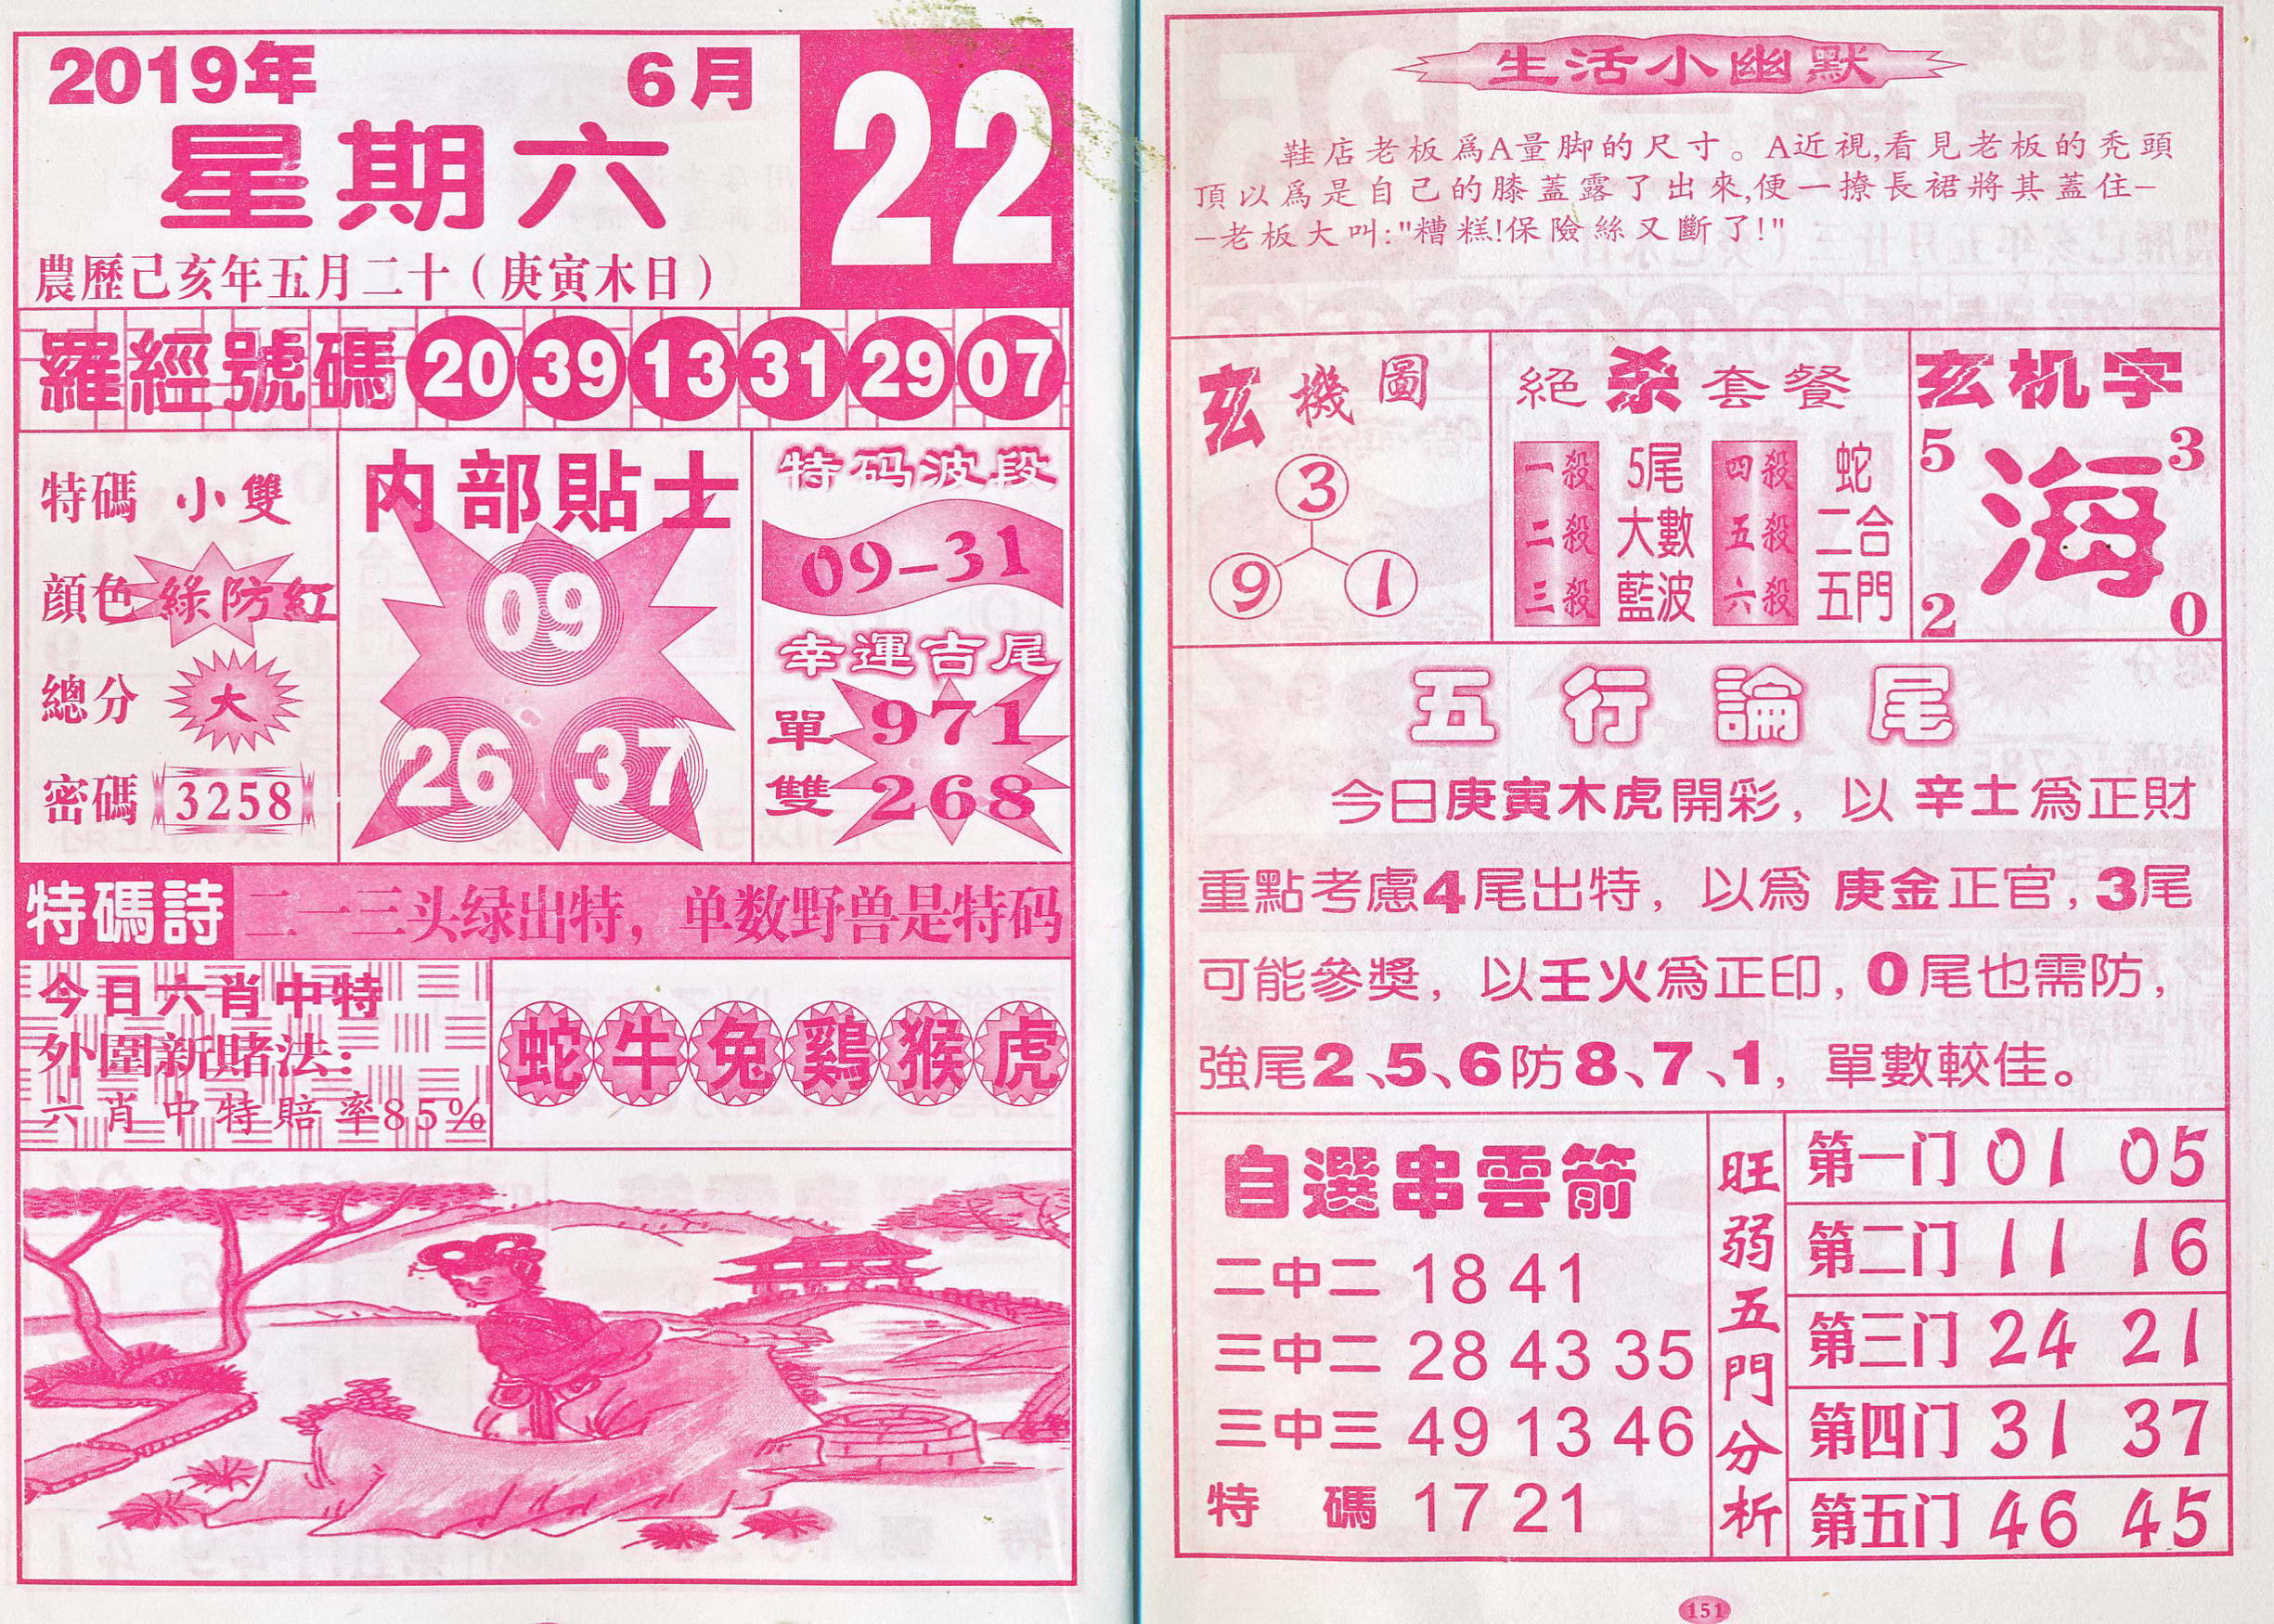 2019年 6月 22
星期六
農歷己亥年五月二十(庚寅木日)
羅經號碼 20 39 13 31 29 07
特碼 小雙
顏色 綠防紅
總分 大
密碼 3258
内部貼士
09
26 37
特码波段
09-31
幸運吉尾
單 971
雙 268
特碼詩 二一三头绿出特，单数野兽是特码
今日六肖中特
外圍新賭法:
六肖中特賠率85%
蛇 牛 兔 鷄 猴 虎
生活小幽默
鞋店老板爲A量脚的尺寸。A近視,看見老板的禿頭
頂以爲是自己的膝蓋露了出來,便一撩長裙將其蓋住-
-老板大叫:"糟糕!保險絲又斷了!"
玄機圖
3
9 1
絕杀套餐
一殺 5尾 四殺 蛇
二殺 大數 五殺 二合
三殺 藍波 六殺 五門
玄机字
5 3
海
2 0
五行論尾
今日庚寅木虎開彩，以辛土爲正財
重點考慮4尾出特，以爲庚金正官,3尾
可能參獎，以壬火爲正印,0尾也需防，
強尾2、5、6防8、7、1，單數較佳。
自選串雲箭
二中二 18 41
三中二 28 43 35
三中三 49 13 46
特碼 17 21
旺弱五門分析
第一门 01 05
第二门 11 16
第三门 24 21
第四门 31 37
第五门 46 45
151